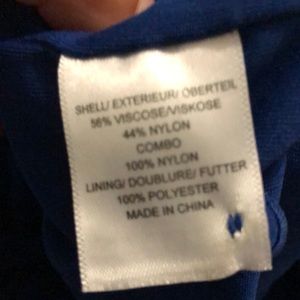 SHELL/ EXTERIEUR/ OBERTEIL
56% VISCOSE/VISKOSE
44% NYLON
COMBO
100% NYLON
LINING/ DOUBLURE/ FUTTER
100% POLYESTER
MADE IN CHINA